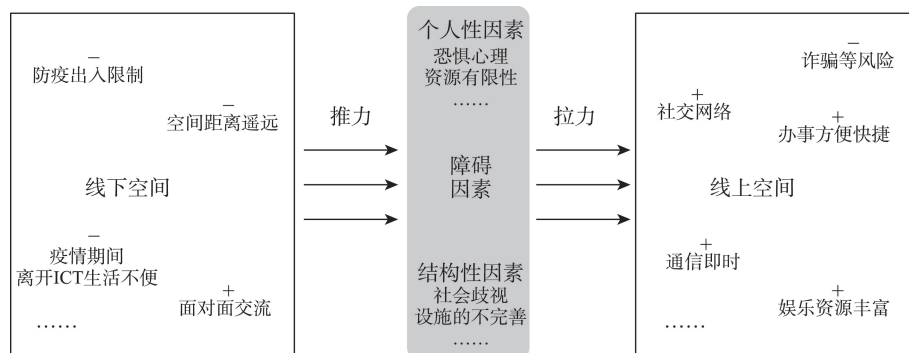 −
防疫出入限制
−
空间距离遥远
线下空间
−
疫情期间
离开ICT生活不便
+
面对面交流
……
推力
个人性因素
恐惧心理
资源有限性
……
障碍
因素
结构性因素
社会歧视
设施的不完善
……
拉力
−
诈骗等风险
+
社交网络
+
办事方便快捷
线上空间
+
通信即时
+
娱乐资源丰富
……